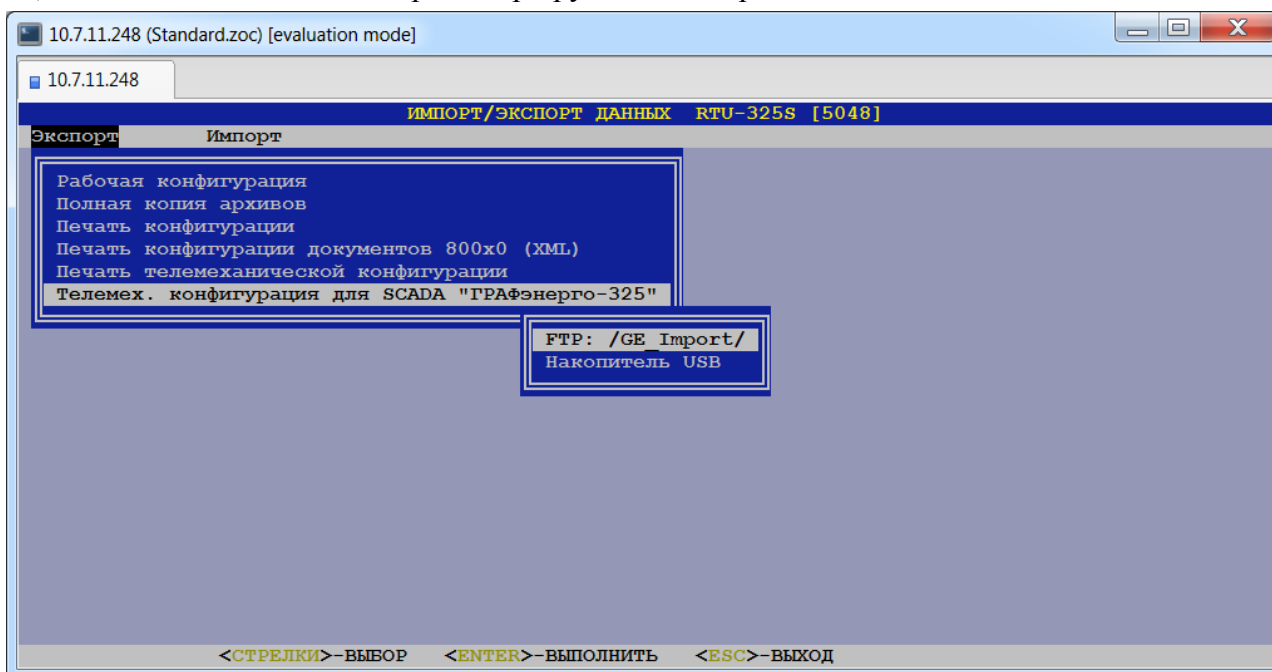 10.7.11.248 (Standard.zoc) [evaluation mode]
10.7.11.248
ИМПОРТ/ЭКСПОРТ ДАННЫХ RTU-325S [5048]
Экспорт Импорт
Рабочая конфигурация
Полная копия архивов
Печать конфигурации
Печать конфигурации документов 800x0 (XML)
Печать телемеханической конфигурации
Телемех. конфигурация для SCADA "ГРАФэнерго-325"
FTP: /GE_Import/
Накопитель USB
<СТРЕЛКИ>-ВЫБОР <ENTER>-ВЫПОЛНИТЬ <ESC>-ВЫХОД